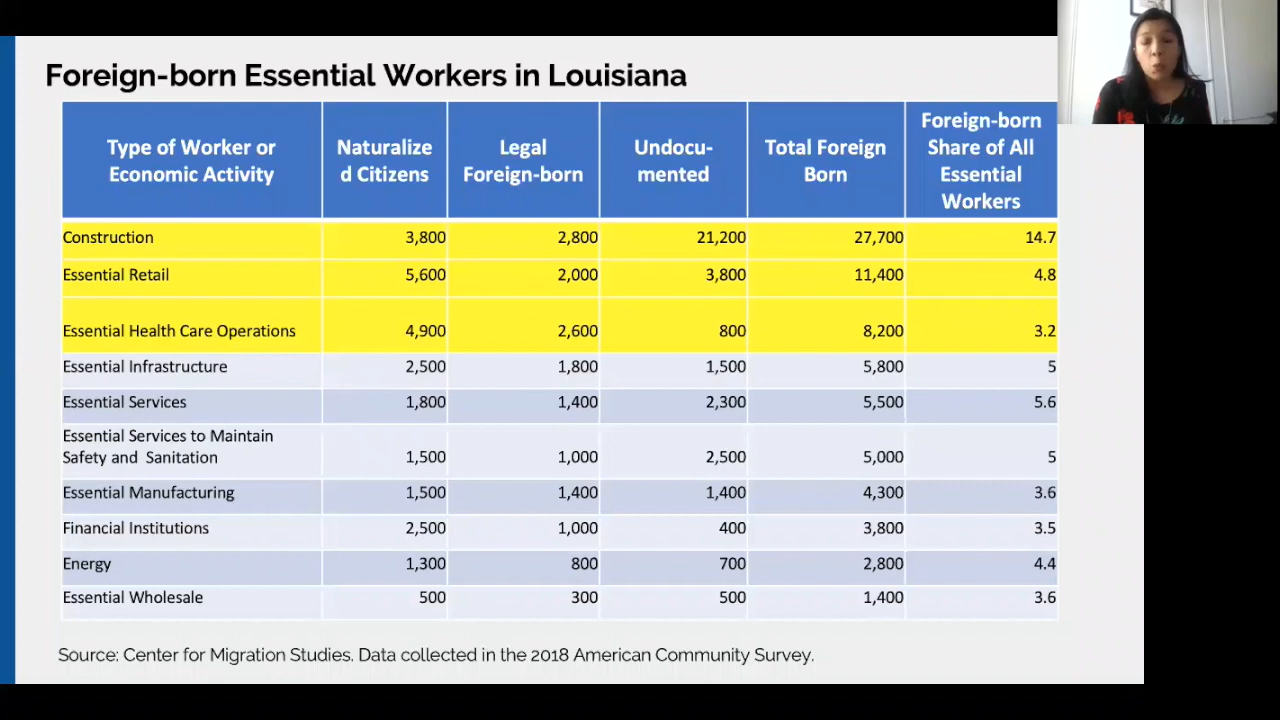 Foreign-born Essential Workers in Louisiana
Type of Worker or
Economic Activity
Naturalize
d Citizens
Legal
Foreign-born
Undocu-
mented
Total Foreign
Born
Foreign-born
Share of All
Essential
Workers
Construction 3,800 2,800 21,200 27,700 14.7
Essential Retail 5,600 2,000 3,800 11,400 4.8
Essential Health Care Operations 4,900 2,600 800 8,200 3.2
Essential Infrastructure 2,500 1,800 1,500 5,800 5
Essential Services 1,800 1,400 2,300 5,500 5.6
Essential Services to Maintain
Safety and Sanitation 1,500 1,000 2,500 5,000 5
Essential Manufacturing 1,500 1,400 1,400 4,300 3.6
Financial Institutions 2,500 1,000 400 3,800 3.5
Energy 1,300 800 700 2,800 4.4
Essential Wholesale 500 300 500 1,400 3.6
Source: Center for Migration Studies. Data collected in the 2018 American Community Survey.